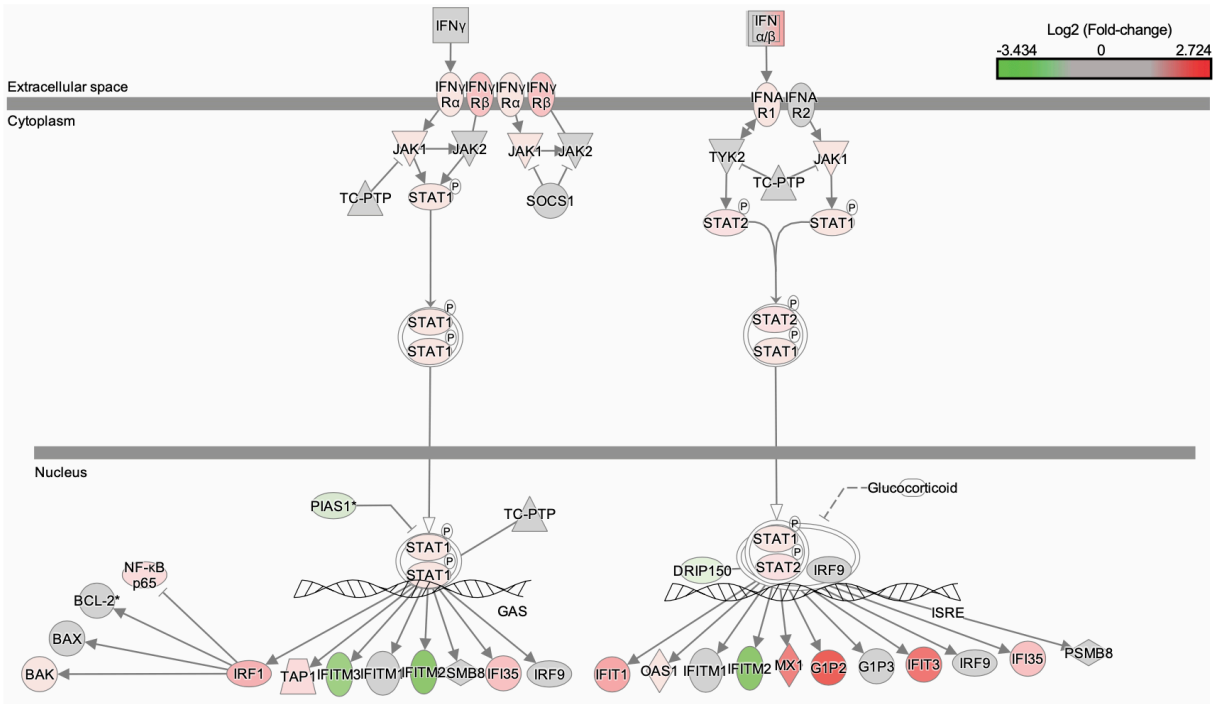 IFNγ
IFN
α/β
Log2 (Fold-change)
-3.434 0 2.724
Extracellular space
IFNγ
Rα
IFNγ
Rβ
IFNγ
Rα
IFNγ
Rβ
IFNA
R1
IFNA
R2
Cytoplasm
JAK1
JAK2
JAK1
JAK2
TYK2
JAK1
TC-PTP
TC-PTP
P
STAT1
SOCS1
P
STAT2
P
STAT1
P
STAT1
P
STAT1
P
STAT2
P
STAT1
Nucleus
PIAS1*
TC-PTP
Glucocorticoid
P
STAT1
P
STAT1
P
STAT1
P
STAT2
DRIP150
IRF9
NF-κB
p65
BCL-2*
GAS
ISRE
BAX
BAK
IRF1
TAP1
IFITM3
IFITM1
IFITM2
SMB8
IFI35
IRF9
IFIT1
OAS1
IFITM1
IFITM2
MX1
G1P2
G1P3
IFIT3
IRF9
IFI35
PSMB8